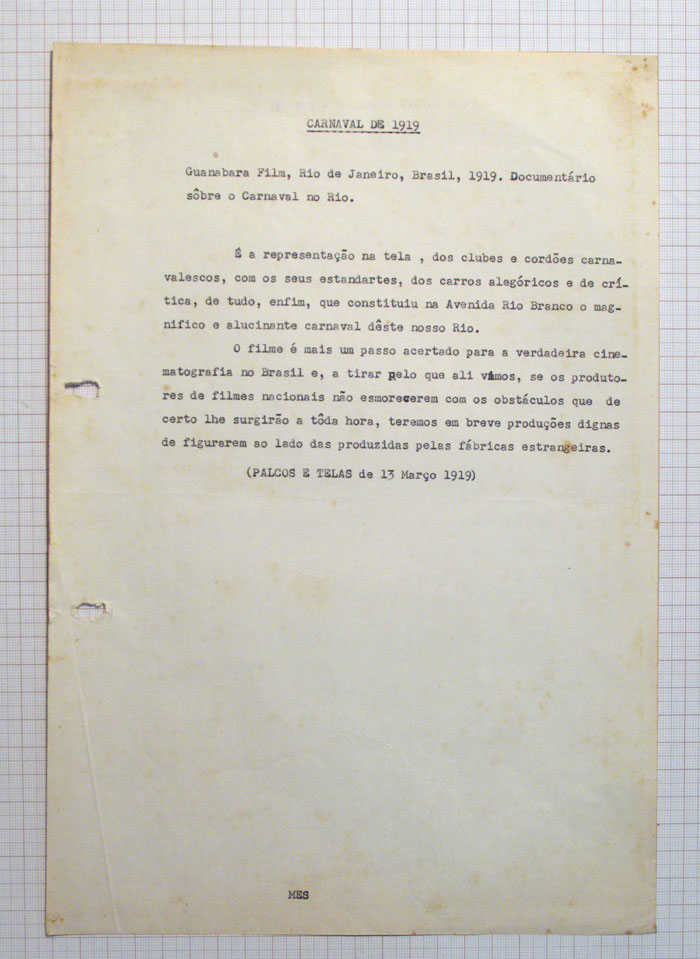 CARNAVAL DE 1919
Guanabara Film, Rio de Janeiro, Brasil, 1919. Documentário
sôbre o Carnaval no Rio.
É a representação na tela , dos clubes e cordões carna-
valescos, com os seus estandartes, dos carros alegóricos e de crí-
tica, de tudo, enfim, que constituiu na Avenida Rio Branco o mag-
nifico e alucinante carnaval dêste nosso Rio.
O filme é mais um passo acertado para a verdadeira cine-
matografia no Brasil e, a tirar pelo que ali vimos, se os produto-
res de filmes nacionais não esmorecerem com os obstáculos que de
certo lhe surgirão a tôda hora, teremos em breve produções dignas
de figurarem ao lado das produzidas pelas fábricas estrangeiras.
(PALCOS E TELAS de 13 Março 1919)
MES